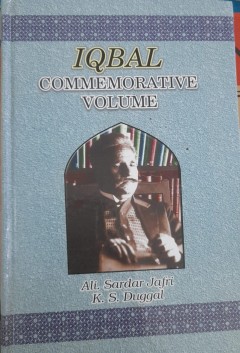 IQBAL
COMMEMORATIVE
VOLUME
Ali. Sardar Jafri
K. S. Duggal